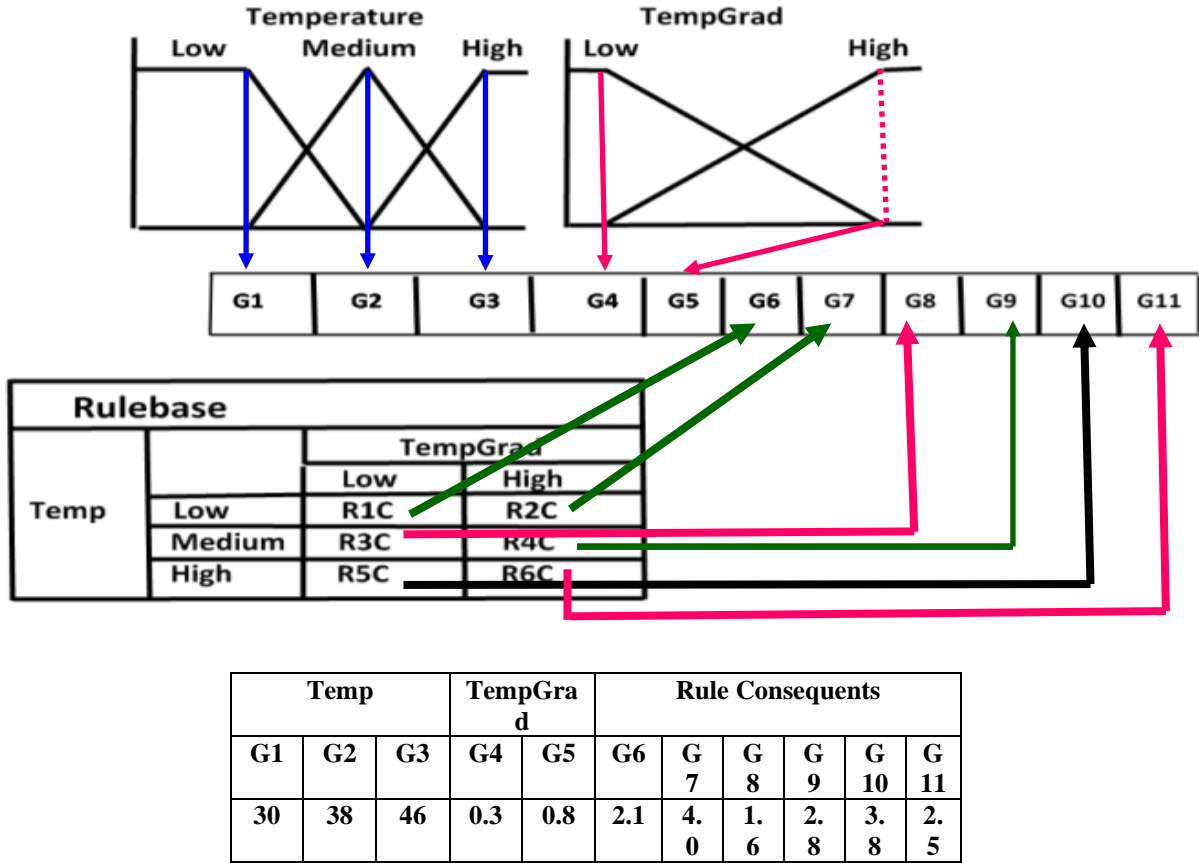 Temperature TempGrad
Low Medium High Low High
G1 G2 G3 G4 G5 G6 G7 G8 G9 G10 G11
Rulebase
TempGrad
Low High
Temp Low R1C R2C
Medium R3C R4C
High R5C R6C
Temp TempGra Rule Consequents
d
G1 G2 G3 G4 G5 G6 G G G G G
7 8 9 10 11
30 38 46 0.3 0.8 2.1 4. 1. 2. 3. 2.
0 6 8 8 5